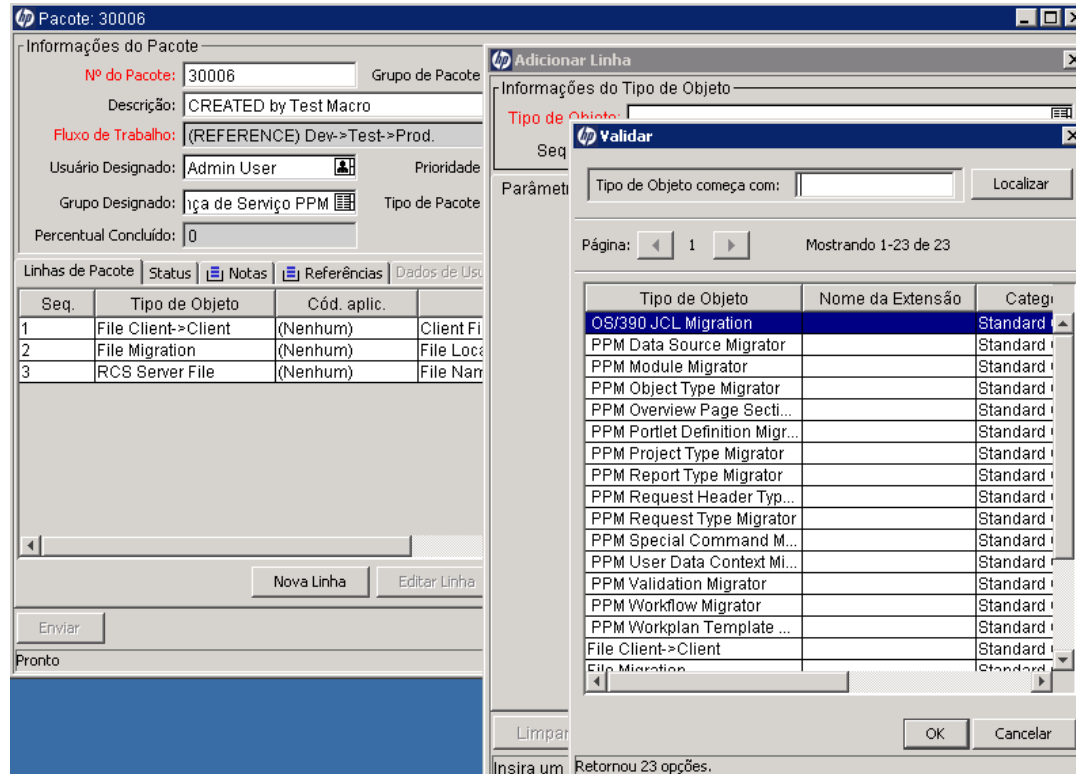 Pacote: 30006
Informações do Pacote
Nº do Pacote: 30006 Grupo de Pacote
Descrição: CREATED by Test Macro
Fluxo de Trabalho: (REFERENCE) Dev->Test->Prod.
Usuário Designado: Admin User Prioridade
Grupo Designado: nça de Serviço PPM Tipo de Pacote
Percentual Concluído: 0
Linhas de Pacote Status Notas Referências Dados de Usu
Seq. Tipo de Objeto Cód. aplic.
1 File Client->Client (Nenhum) Client Fi
2 File Migration (Nenhum) File Loca
3 RCS Server File (Nenhum) File Nam
Nova Linha Editar Linha
Enviar
Pronto
Adicionar Linha
Informações do Tipo de Objeto
Tipo de Objeto:
Seq
Parâmet
Limpar
Insira um
Validar
Tipo de Objeto começa com: Localizar
Página: 1 Mostrando 1-23 de 23
Tipo de Objeto Nome da Extensão Catego
OS/390 JCL Migration Standard
PPM Data Source Migrator Standard
PPM Module Migrator Standard
PPM Object Type Migrator Standard
PPM Overview Page Secti... Standard
PPM Portlet Definition Migr... Standard
PPM Project Type Migrator Standard
PPM Report Type Migrator Standard
PPM Request Header Typ... Standard
PPM Request Type Migrator Standard
PPM Special Command M... Standard
PPM User Data Context Mi... Standard
PPM Validation Migrator Standard
PPM Workflow Migrator Standard
PPM Workplan Template ... Standard
File Client->Client Standard
File Migration Standard
OK Cancelar
Retornou 23 opções.